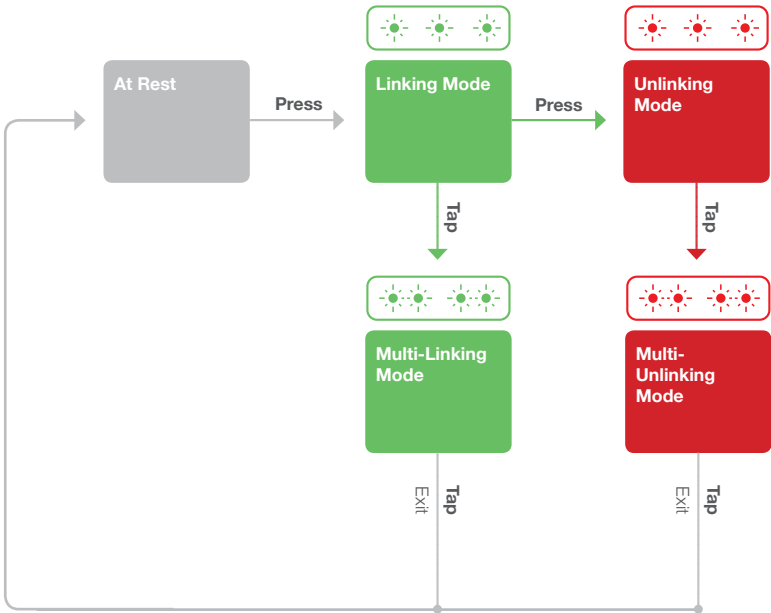 At Rest
Press
Linking Mode
Press
Unlinking
Mode
Tap
Tap
Multi-Linking
Mode
Multi-
Unlinking
Mode
Tap
Exit
Tap
Exit